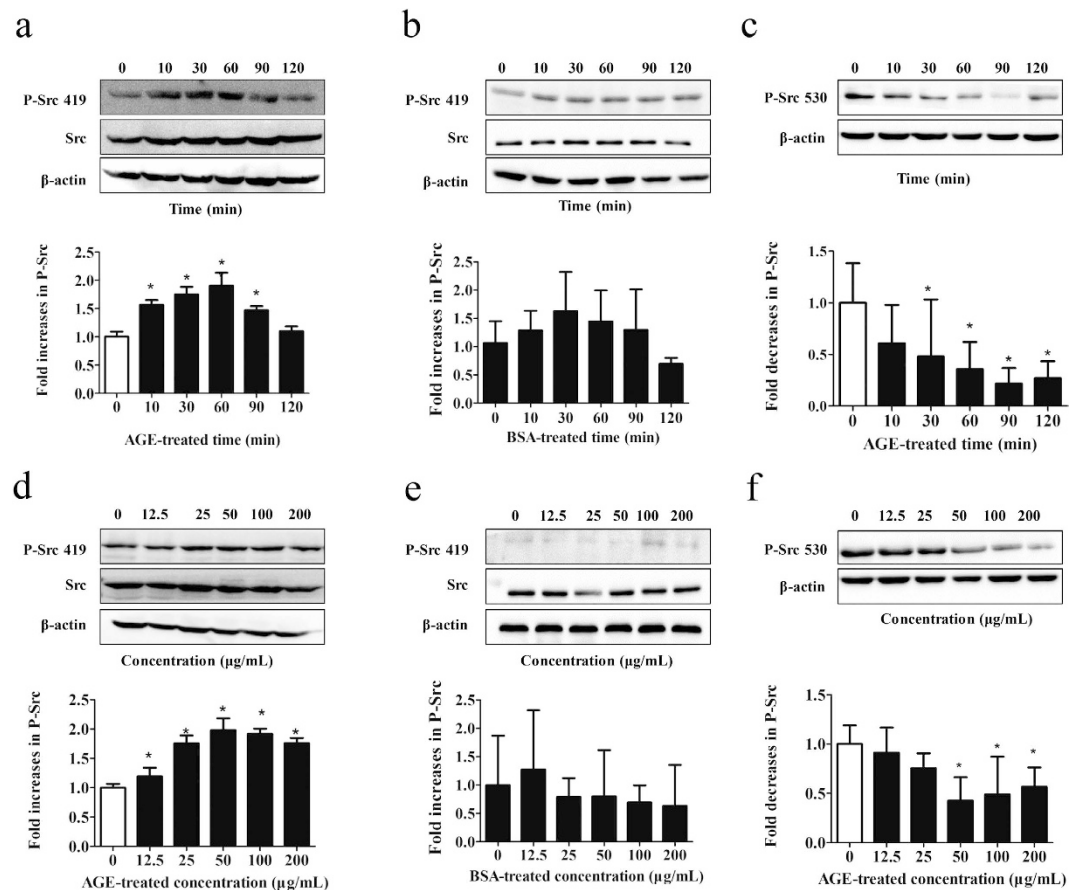 a
0 10 30 60 90 120
P-Src 419
Src
β-actin
Time (min)
Fold increases in P-Src
2.5
2.0
1.5
1.0
0.5
0.0
* * * *
0 10 30 60 90 120
AGE-treated time (min)
b
0 10 30 60 90 120
P-Src 419
Src
β-actin
Time (min)
Fold increases in P-Src
2.5
2.0
1.5
1.0
0.5
0.0
0 10 30 60 90 120
BSA-treated time (min)
c
0 10 30 60 90 120
P-Src 530
β-actin
Time (min)
Fold decreases in P-Src
1.5
1.0
0.5
0.0
* * * *
0 10 30 60 90 120
AGE-treated time (min)
d
0 12.5 25 50 100 200
P-Src 419
Src
β-actin
Concentration (μg/mL)
Fold increases in P-Src
2.5
2.0
1.5
1.0
0.5
0.0
* * * * *
0 12.5 25 50 100 200
AGE-treated concentration (μg/mL)
e
0 12.5 25 50 100 200
P-Src 419
Src
β-actin
Concentration (μg/mL)
Fold increases in P-Src
2.5
2.0
1.5
1.0
0.5
0.0
0 12.5 25 50 100 200
BSA-treated concentration (μg/mL)
f
0 12.5 25 50 100 200
P-Src 530
β-actin
Concentration (μg/mL)
Fold decreases in P-Src
1.5
1.0
0.5
0.0
* * *
0 12.5 25 50 100 200
AGE-treated concentration (μg/mL)